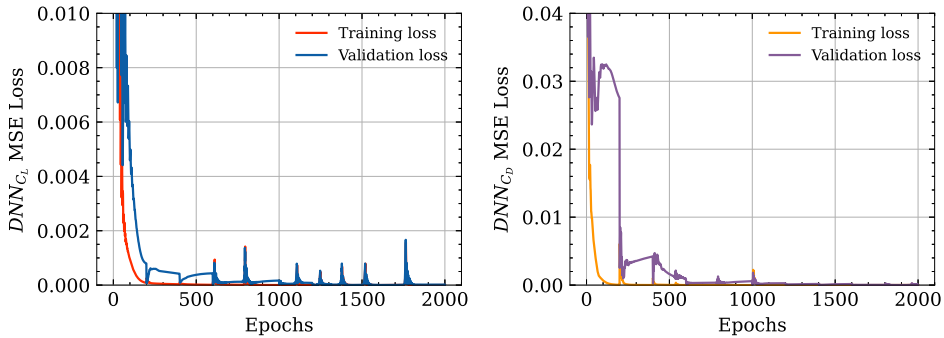 DNN_{C_L} MSE Loss
0.010
0.008
0.006
0.004
0.002
0.000
0 500 1000 1500 2000
Epochs
Training loss
Validation loss
DNN_{C_D} MSE Loss
0.04
0.03
0.02
0.01
0.00
0 500 1000 1500 2000
Epochs
Training loss
Validation loss